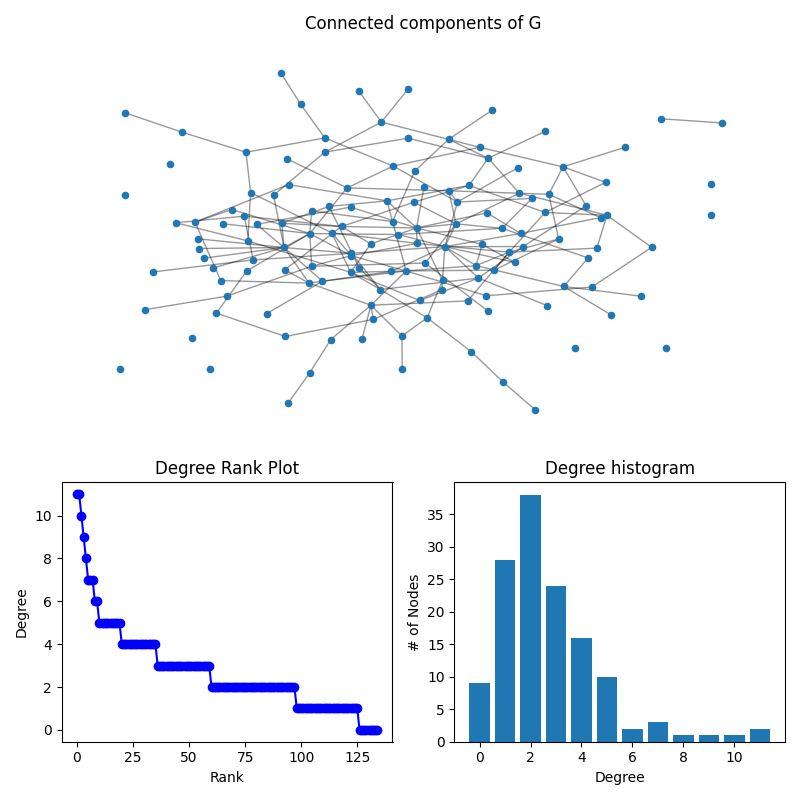 Connected components of G
Degree Rank Plot
Degree
10
8
6
4
2
0
0 25 50 75 100 125
Rank
Degree histogram
# of Nodes
35
30
25
20
15
10
5
0
0 2 4 6 8 10
Degree